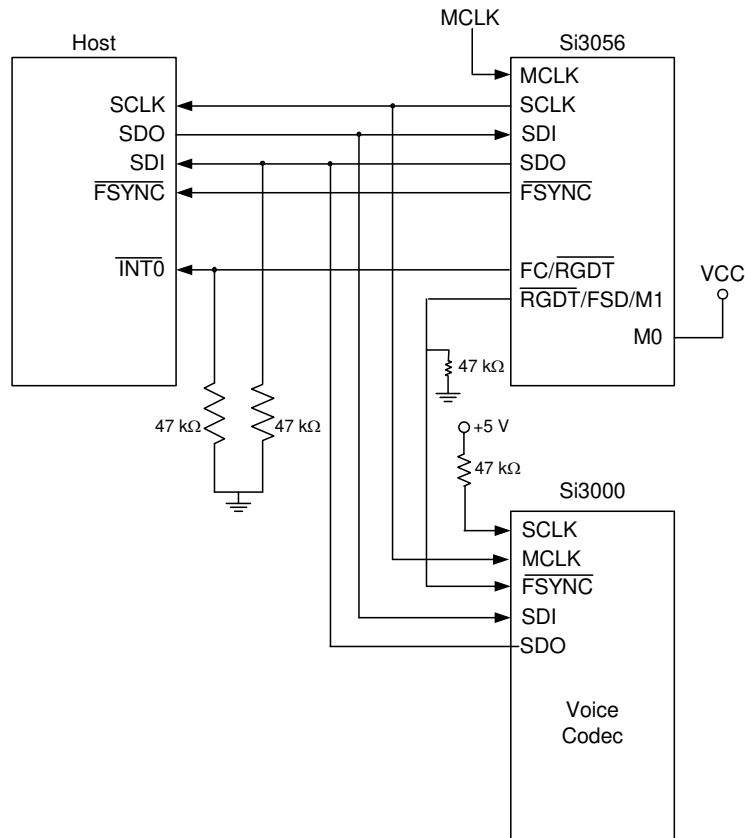 MCLK
Host
Si3056
MCLK
SCLK
SCLK
SDO
SDI
SDI
SDO
FSYNC
FSYNC
INT0
FC/RGDT
VCC
RGDT/FSD/M1
M0
47 kΩ
47 kΩ
47 kΩ
+5 V
47 kΩ
Si3000
SCLK
MCLK
FSYNC
SDI
SDO
Voice
Codec